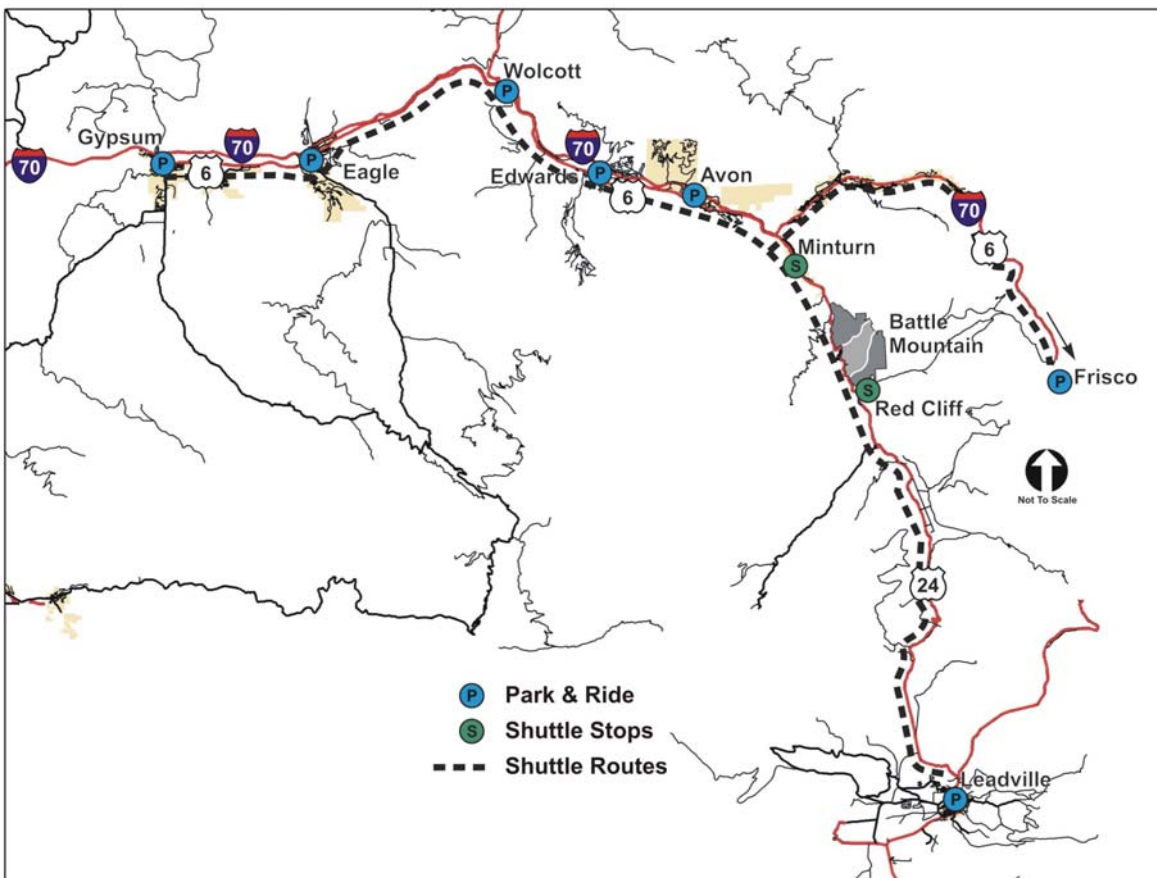 Wolcott
Gypsum
70
70
6
Eagle
70
Edwards
6
Avon
70
6
Minturn
S
Battle
Mountain
S
Red Cliff
P
Frisco
Not To Scale
24
P Park & Ride
S Shuttle Stops
Shuttle Routes
Leadville
P
P
P
P
P
P